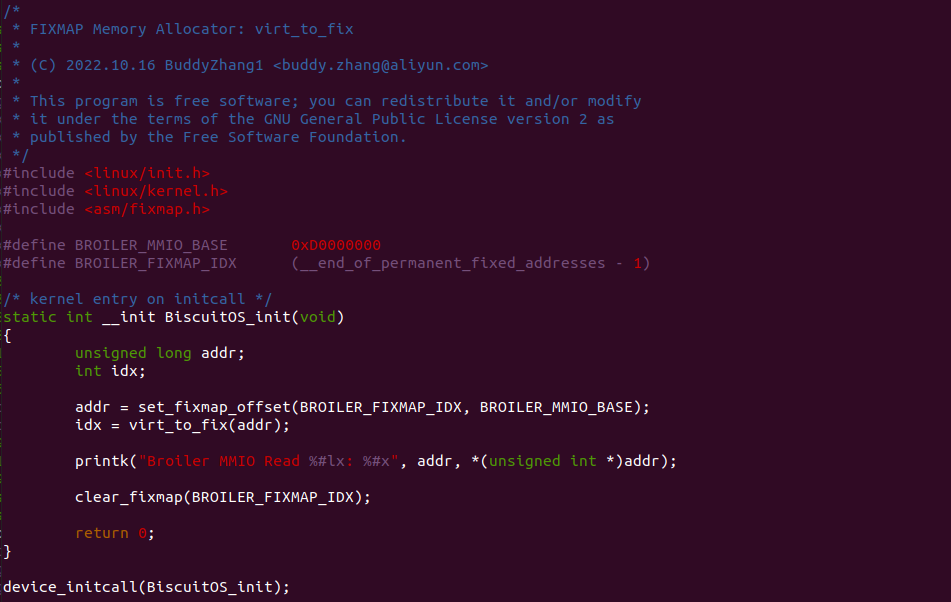 /*
 * FIXMAP Memory Allocator: virt_to_fix
 *
 * (C) 2022.10.16 BuddyZhang1 <buddy.zhang@aliyun.com>
 *
 * This program is free software; you can redistribute it and/or modify
 * it under the terms of the GNU General Public License version 2 as
 * published by the Free Software Foundation.
 */
#include <linux/init.h>
#include <linux/kernel.h>
#include <asm/fixmap.h>

#define BROILER_MMIO_BASE       0xD0000000
#define BROILER_FIXMAP_IDX      (__end_of_permanent_fixed_addresses - 1)

/* kernel entry on initcall */
static int __init BiscuitOS_init(void)
{
        unsigned long addr;
        int idx;

        addr = set_fixmap_offset(BROILER_FIXMAP_IDX, BROILER_MMIO_BASE);
        idx = virt_to_fix(addr);

        printk("Broiler MMIO Read %#lx: %#x", addr, *(unsigned int *)addr);

        clear_fixmap(BROILER_FIXMAP_IDX);

        return 0;
}

device_initcall(BiscuitOS_init);